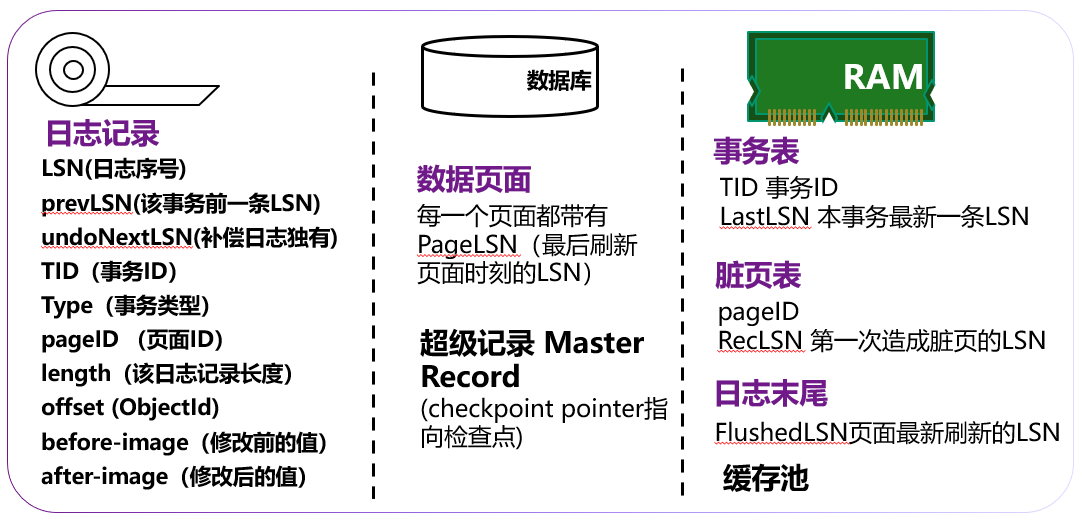 日志记录
LSN(日志序号)
prevLSN(该事务前一条LSN)
undoNextLSN(补偿日志独有)
TID（事务ID）
Type（事务类型）
pageID （页面ID）
length（该日志记录长度）
offset (ObjectId)
before-image（修改前的值）
after-image（修改后的值）
数据库
数据页面
每一个页面都带有
PageLSN（最后刷新
页面时刻的LSN）
超级记录 Master
Record
(checkpoint pointer指
向检查点)
RAM
事务表
TID 事务ID
LastLSN 本事务最新一条LSN
脏页表
pageID
RecLSN 第一次造成脏页的LSN
日志末尾
FlushedLSN页面最新刷新的LSN
缓存池